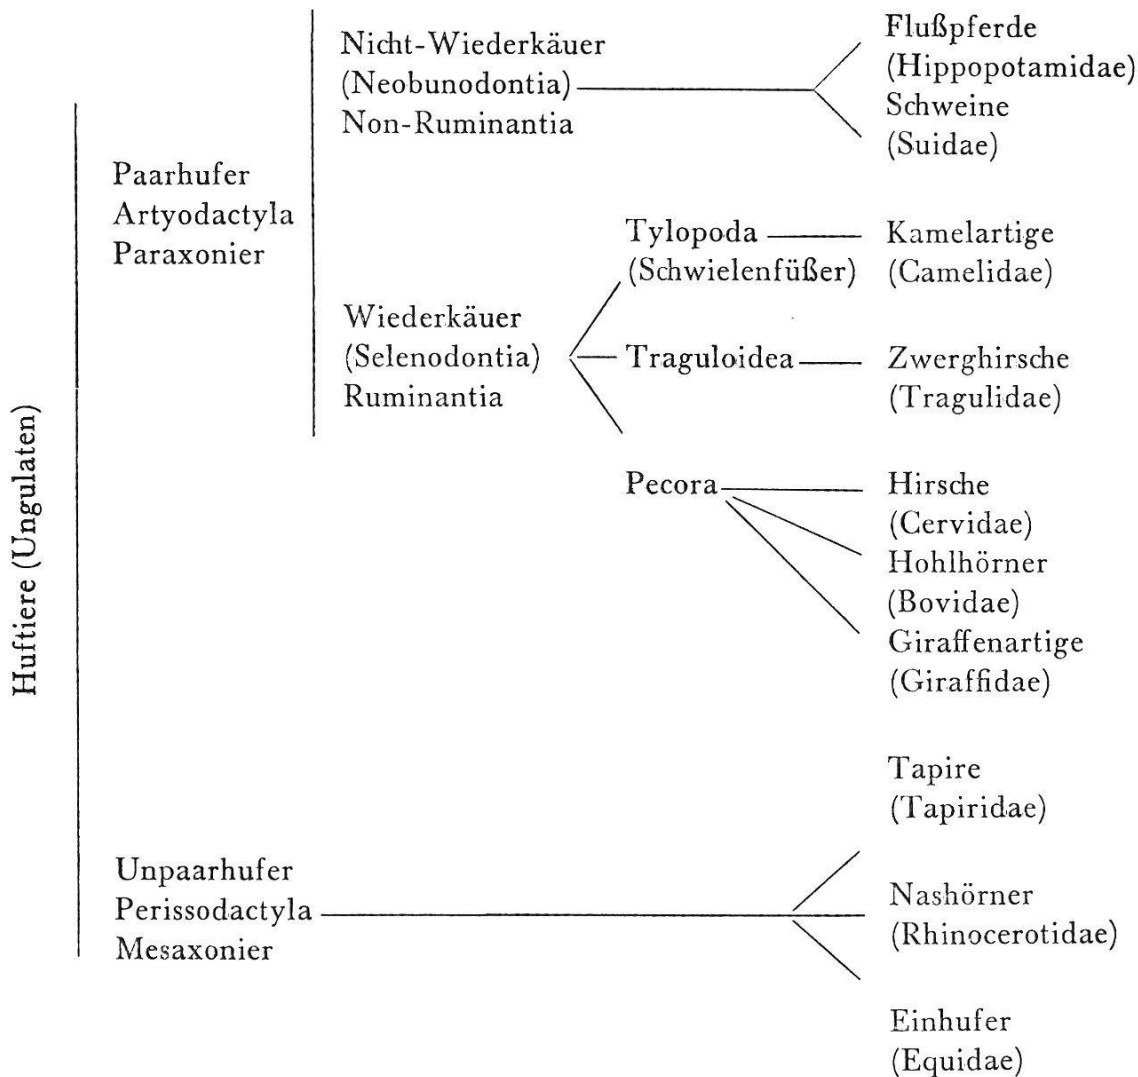 Huftiere (Ungulaten)
Paarhufer
Artyodactyla
Paraxonier
Nicht-Wiederkäuer
(Neobunodontia)
Non-Ruminantia
Flußpferde
(Hippopotamidae)
Schweine
(Suidae)
Wiederkäuer
(Selenodontia)
Ruminantia
Tylopoda
(Schwielenfüßer)
Kamelartige
(Camelidae)
Traguloidea
Zwerghirsche
(Tragulidae)
Pecora
Hirsche
(Cervidae)
Hohlhörner
(Bovidae)
Giraffenartige
(Giraffidae)
Unpaarhufer
Perissodactyla
Mesaxonier
Tapire
(Tapiridae)
Nashörner
(Rhinocerotidae)
Einhufer
(Equidae)